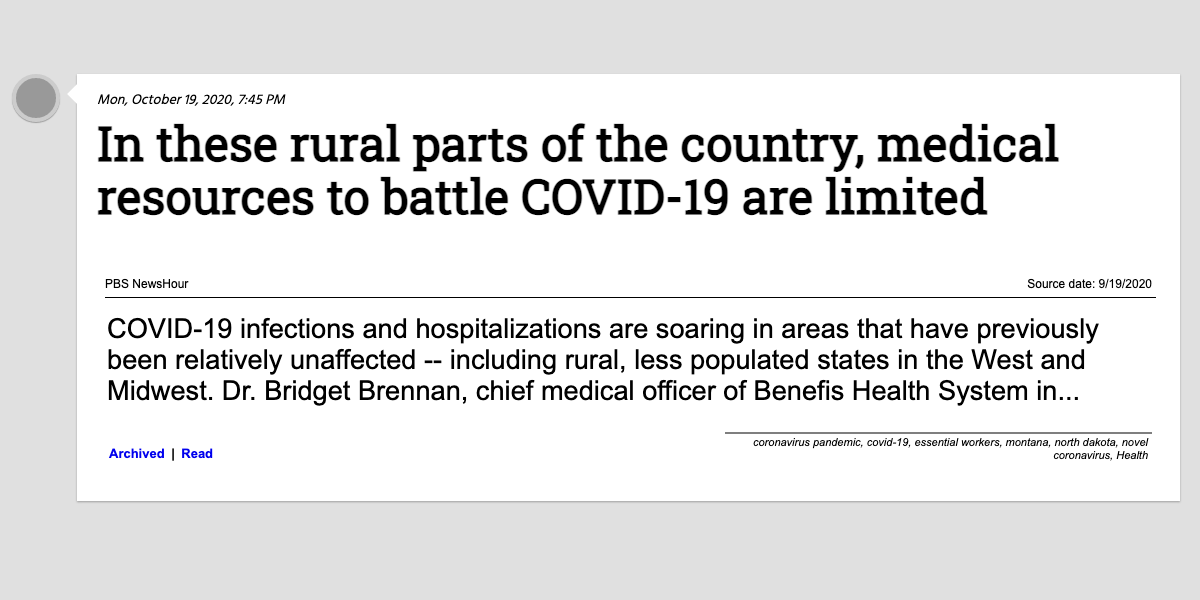 Mon, October 19, 2020, 7:45 PM
In these rural parts of the country, medical
resources to battle COVID-19 are limited
PBS NewsHour
Source date: 9/19/2020
COVID-19 infections and hospitalizations are soaring in areas that have previously
been relatively unaffected -- including rural, less populated states in the West and
Midwest. Dr. Bridget Brennan, chief medical officer of Benefis Health System in...
Archived | Read
coronavirus pandemic, covid-19, essential workers, montana, north dakota, novel
coronavirus, Health